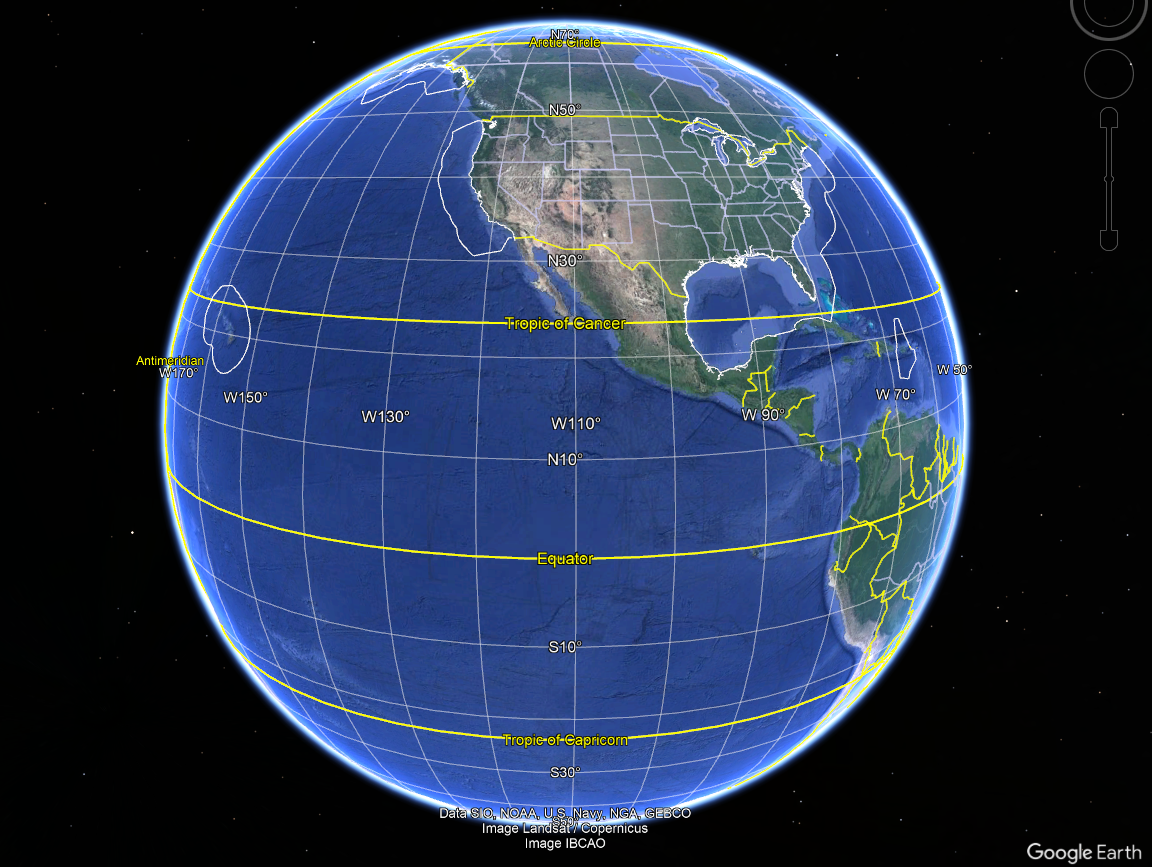 N70°
Arctic Circle
N50°
N30°
Tropic of Cancer
Antimeridian
W170°
W 50°
W150°
W 70°
W130°
W 90°
W110°
N10°
Equator
S10°
Tropic of Capricorn
S30°
Data SIO, NOAA, U.S. Navy, NGA, GEBCO
Image Landsat / Copernicus
Image IBCAO
Google Earth